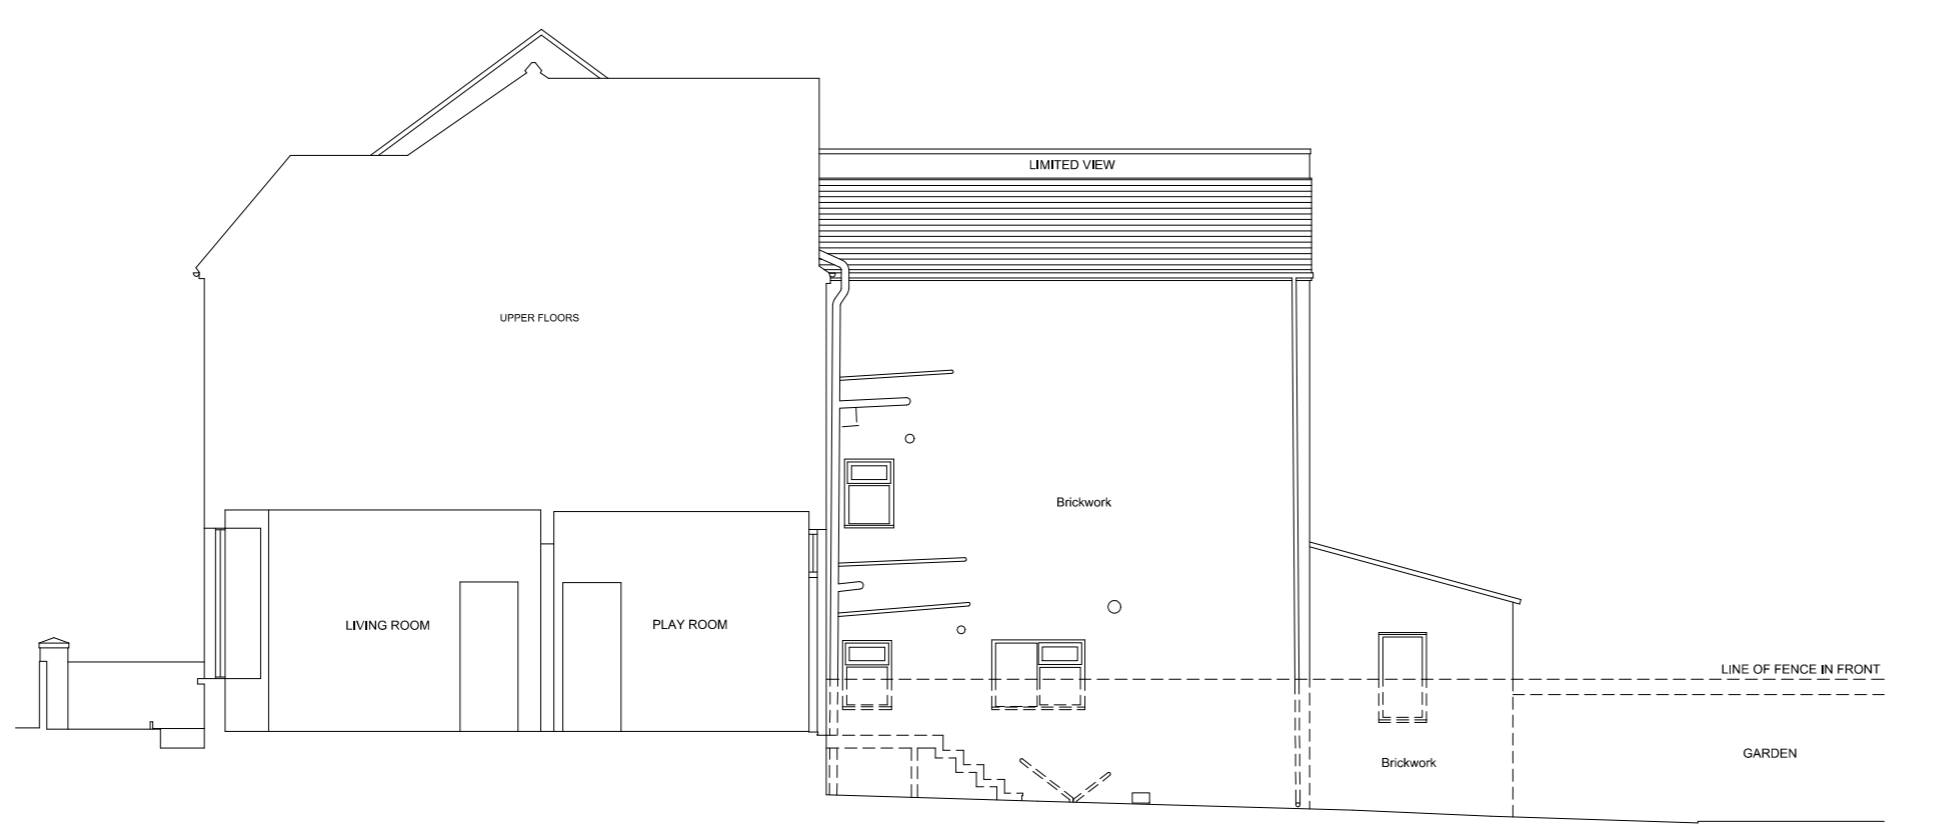 LIMITED VIEW
UPPER FLOORS
Brickwork
LIVING ROOM
PLAY ROOM
LINE OF FENCE IN FRONT
GARDEN
Brickwork